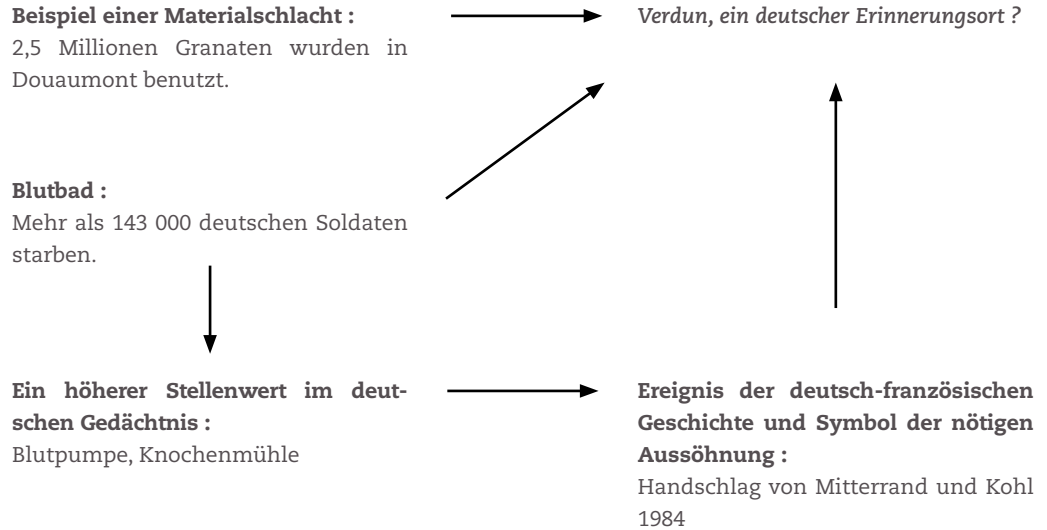 Beispiel einer Materialschlacht :
2,5 Millionen Granaten wurden in
Douaumont benutzt.
Verdun, ein deutscher Erinnerungsort ?
Blutbad :
Mehr als 143 000 deutschen Soldaten
starben.
Ein höherer Stellenwert im deut-
schen Gedächtnis :
Blutpumpe, Knochenmühle
Ereignis der deutsch-französischen
Geschichte und Symbol der nötigen
Aussöhnung :
Handschlag von Mitterrand und Kohl
1984